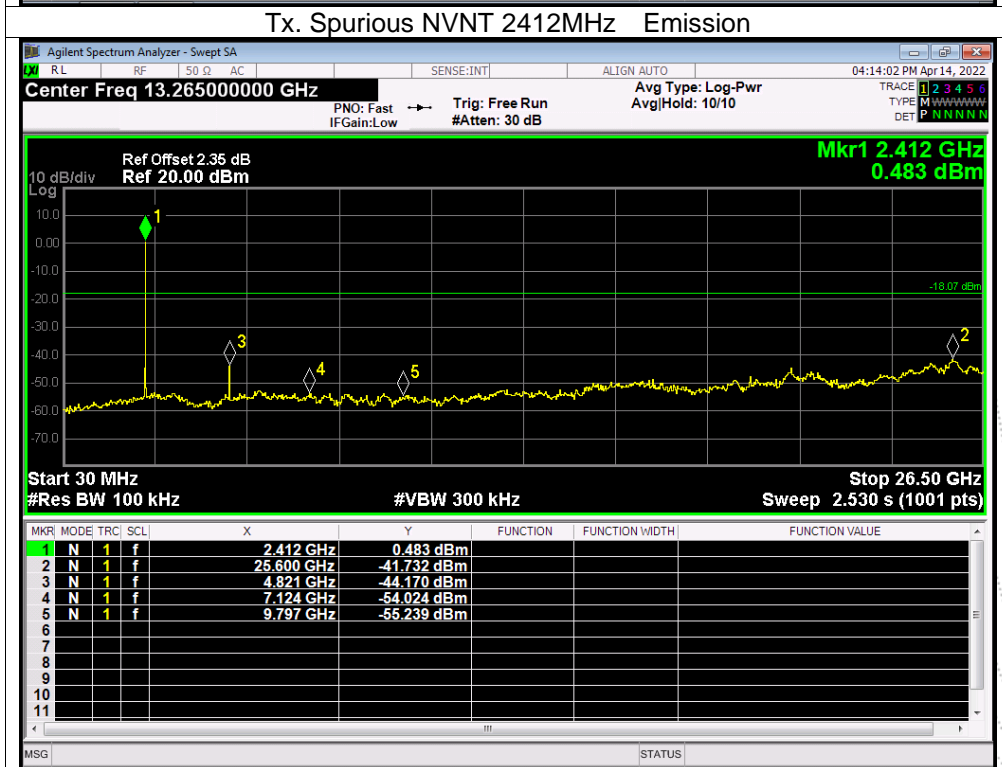 Tx. Spurious NVNT 2412MHz Emission
Agilent Spectrum Analyzer - Swept SA
LXI RL RF 50 Ω AC SENSE:INT ALIGN AUTO 04:14:02 PM Apr 14, 2022
Center Freq 13.265000000 GHz Avg Type: Log-Pwr TRACE 1 2 3 4 5 6
PNO: Fast Trig: Free Run Avg|Hold: 10/10 TYPE M WWWWW
IFGain:Low #Atten: 30 dB DET P N N N N N
Mkr1 2.412 GHz
Ref Offset 2.35 dB
10 dB/div Ref 20.00 dBm 0.483 dBm
Log
10.0
1
0.00
-10.0
-18.07 dBm
-20.0
-30.0
3
2
-40.0
4
5
-50.0
-60.0
-70.0
Start 30 MHz Stop 26.50 GHz
#Res BW 100 kHz #VBW 300 kHz Sweep 2.530 s (1001 pts)
MKR MODE TRC SCL X Y FUNCTION FUNCTION WIDTH FUNCTION VALUE
1 N 1 f 2.412 GHz 0.483 dBm
2 N 1 f 25.600 GHz -41.732 dBm
3 N 1 f 4.821 GHz -44.170 dBm
4 N 1 f 7.124 GHz -54.024 dBm
5 N 1 f 9.797 GHz -55.239 dBm
6
7
8
9
10
11
MSG STATUS